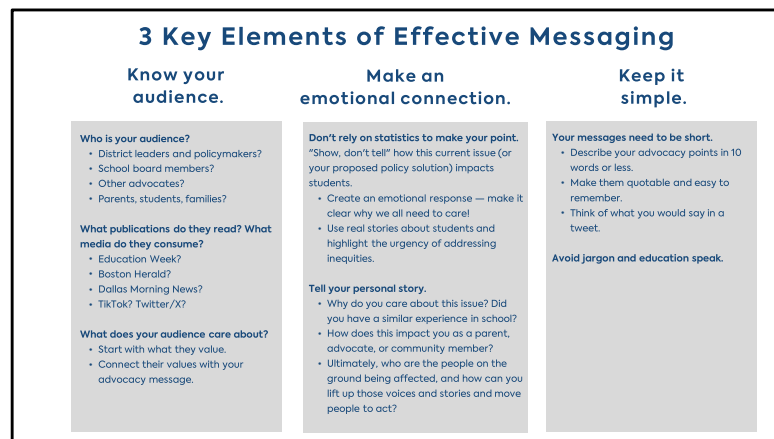 3 Key Elements of Effective Messaging
Know your
audience.
Who is your audience?
• District leaders and policymakers?
• School board members?
• Other advocates?
• Parents, students, families?
What publications do they read? What
media do they consume?
• Education Week?
• Boston Herald?
• Dallas Morning News?
• TikTok? Twitter/X?
What does your audience care about?
• Start with what they value.
• Connect their values with your
advocacy message.
Make an
emotional connection.
Don't rely on statistics to make your point.
"Show, don't tell" how this current issue (or
your proposed policy solution) impacts
students.
• Create an emotional response — make it
clear why we all need to care!
• Use real stories about students and
highlight the urgency of addressing
inequities.
Tell your personal story.
• Why do you care about this issue? Did
you have a similar experience in school?
• How does this impact you as a parent,
advocate, or community member?
• Ultimately, who are the people on the
ground being affected, and how can you
lift up those voices and stories and move
people to act?
Keep it
simple.
Your messages need to be short.
• Describe your advocacy points in 10
words or less.
• Make them quotable and easy to
remember.
• Think of what you would say in a
tweet.
Avoid jargon and education speak.